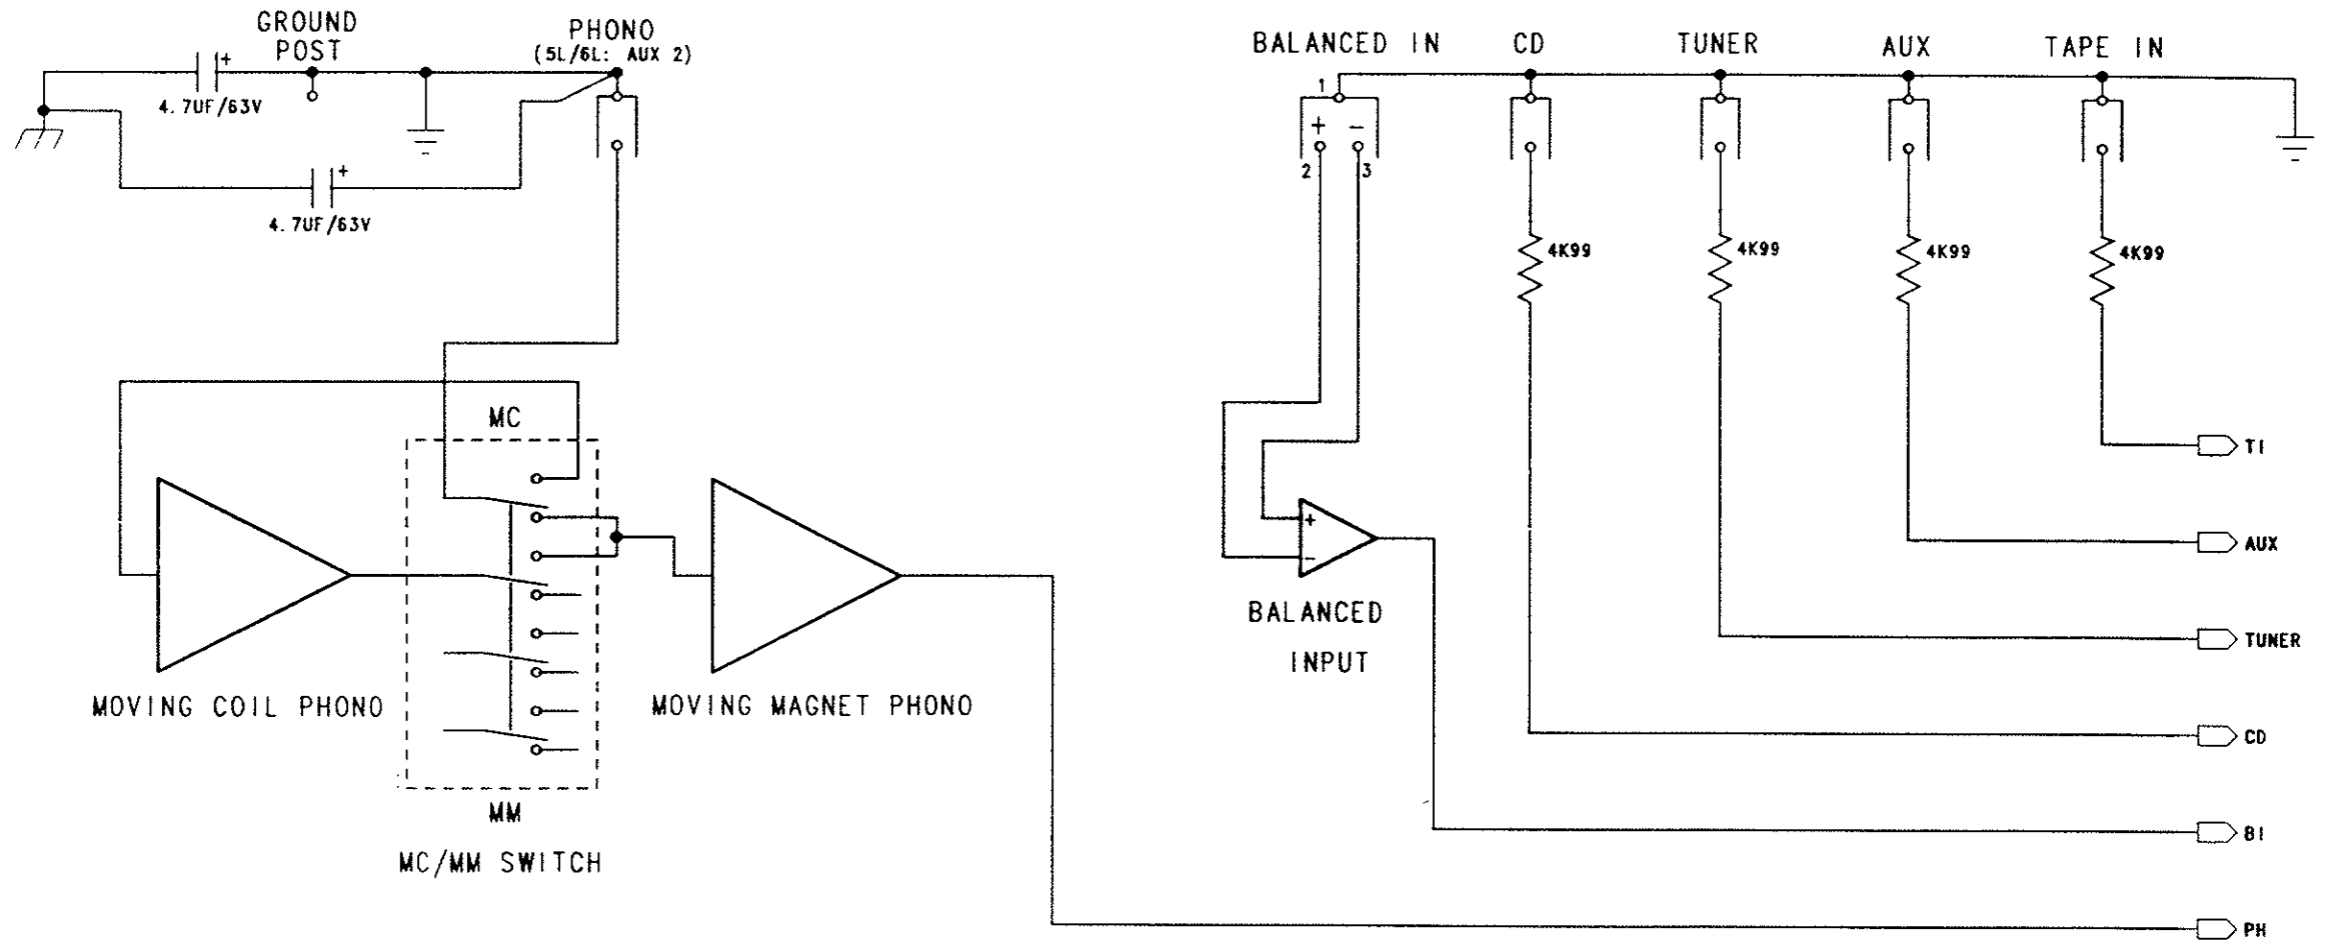 GROUND
POST
PHONO
(5L/6L: AUX 2)
4.7UF/63V
+
4.7UF/63V
+
BALANCED IN
CD
TUNER
AUX
TAPE IN
1
+ -
2 3
4K99
4K99
4K99
4K99
MC
MM
MC/MM SWITCH
MOVING COIL PHONO
MOVING MAGNET PHONO
+
-
BALANCED
INPUT
TI
AUX
TUNER
CD
BI
PH